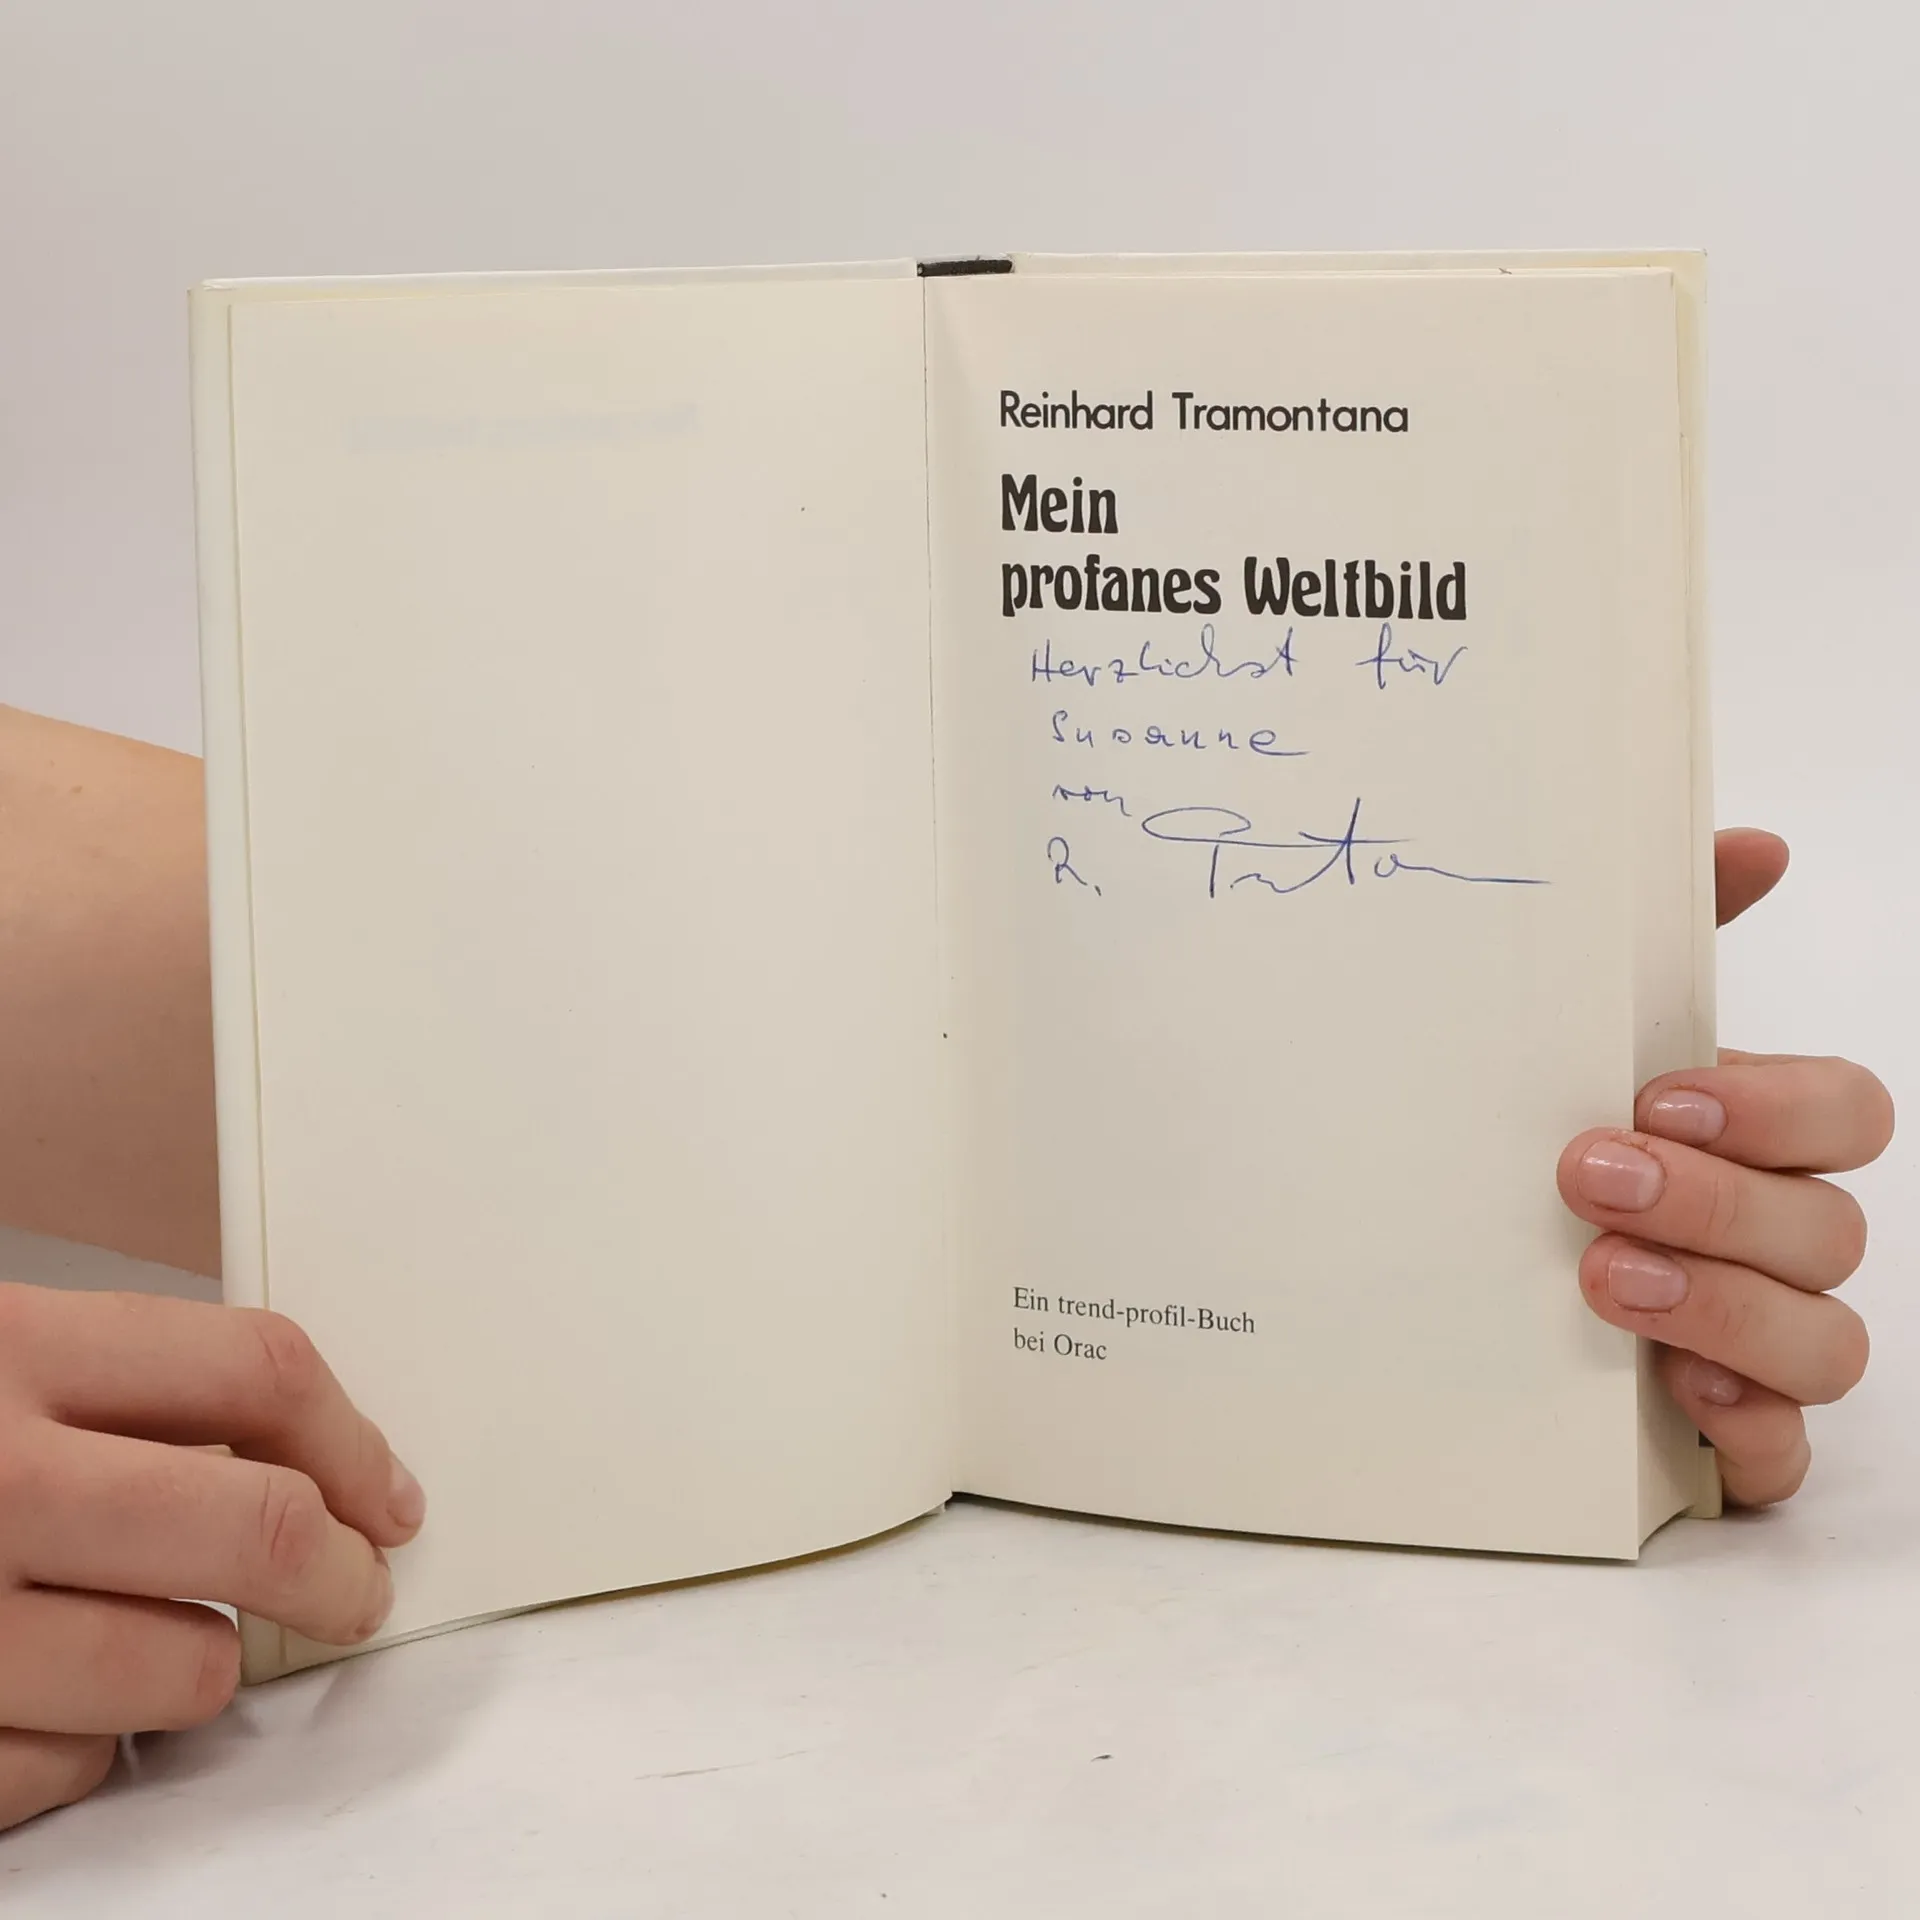 Reinhard Tramontana
Mein
profanes Weltbild
Herzlichst für
Susanne
von
R. Tramontana
Ein trend-profil-Buch
bei Orac